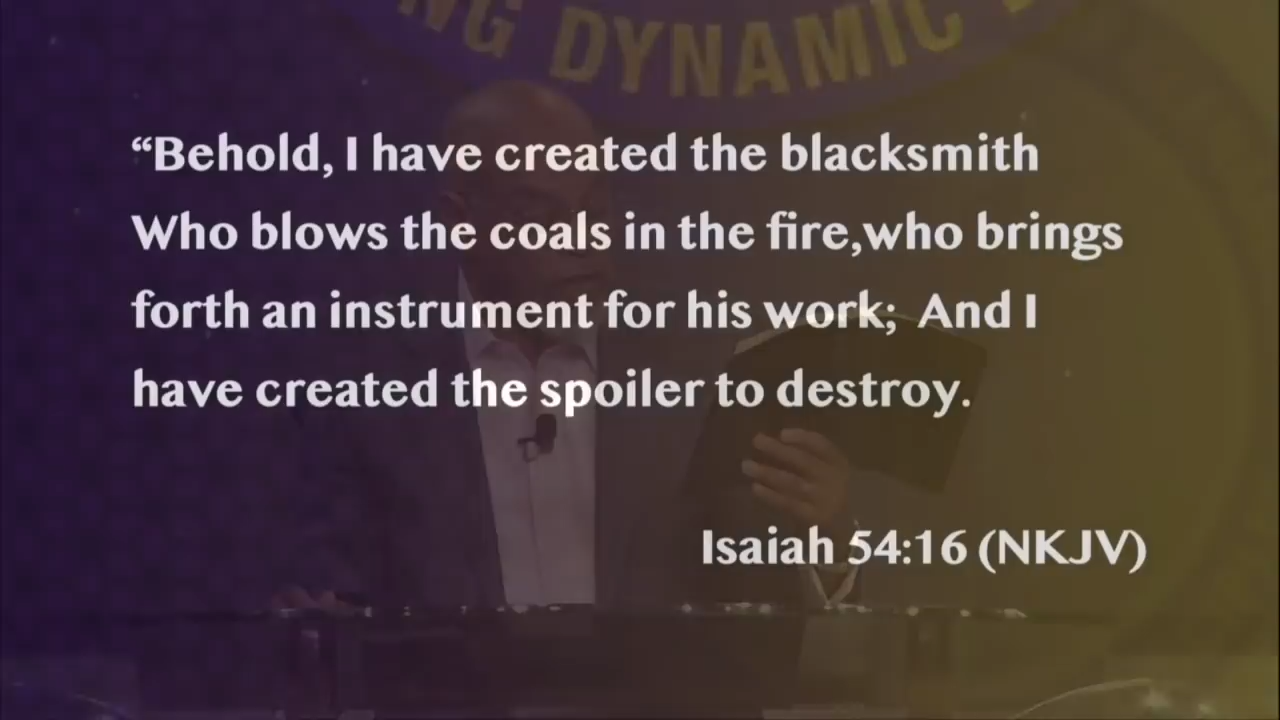 NG DYNAMIC
“Behold, I have created the blacksmith
Who blows the coals in the fire,who brings
forth an instrument for his work;  And I
have created the spoiler to destroy.
Isaiah 54:16 (NKJV)